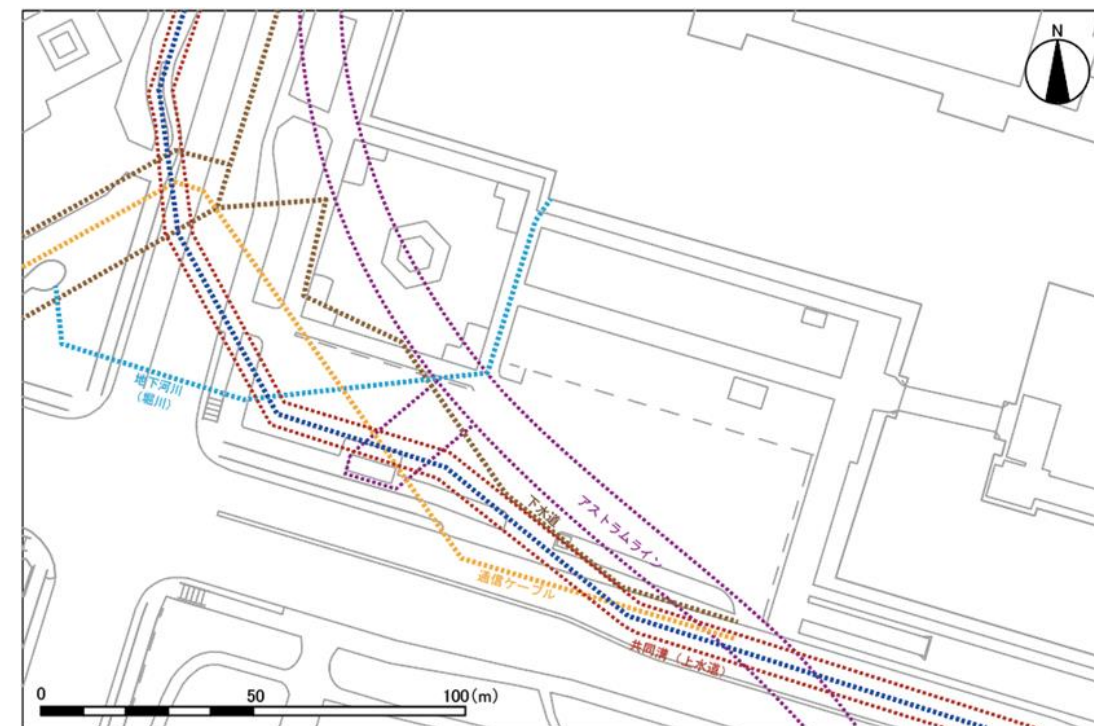 N
地下河川
（堀川）
下水道
アストラムライン
通信ケーブル
共同溝（上水道）
0 50 100(m)